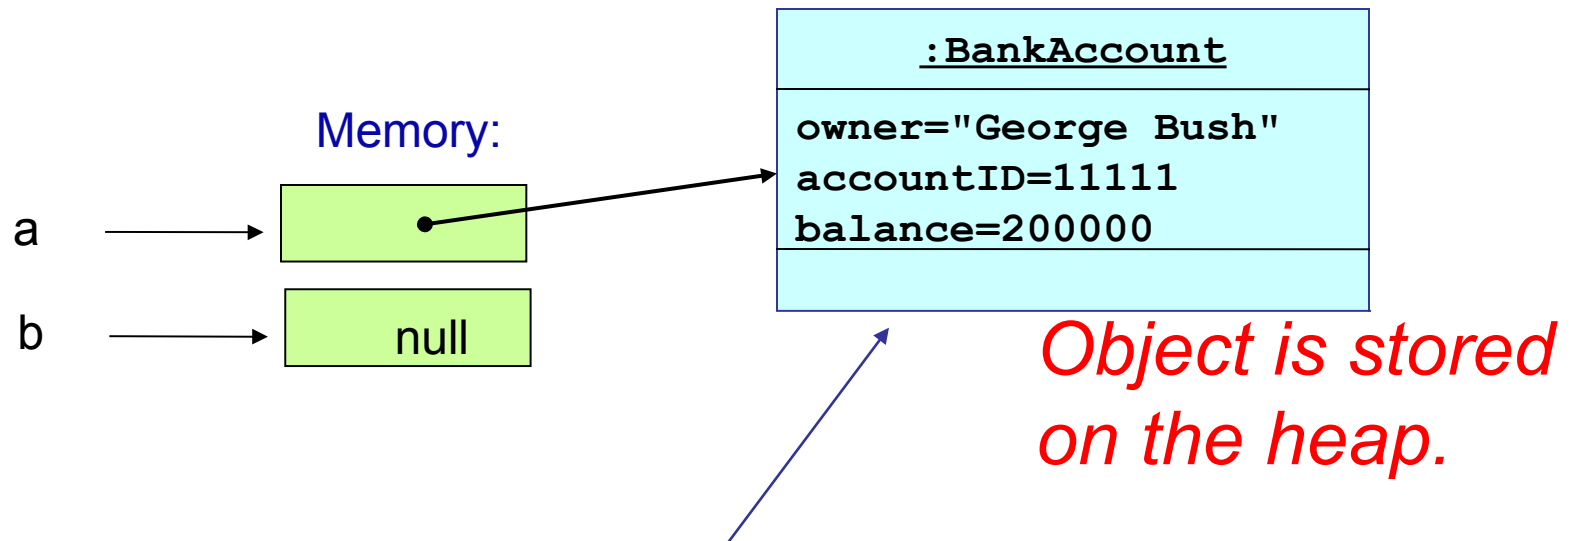 :BankAccount
Memory:
owner="George Bush"
accountID=11111
balance=200000
a
b
null
Object is stored
on the heap.